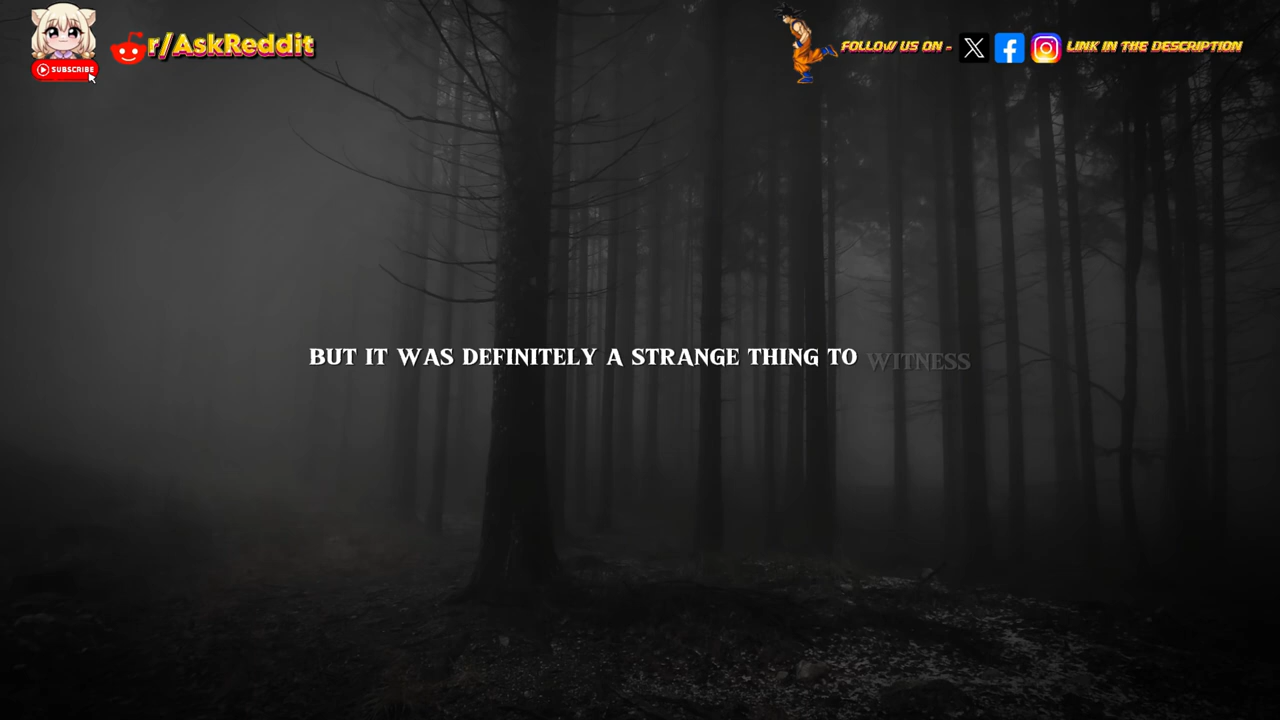 r/AskReddit
FOLLOW US ON - LINK IN THE DESCRIPTION
SUBSCRIBE
BUT IT WAS DEFINITELY A STRANGE THING TO WITNESS